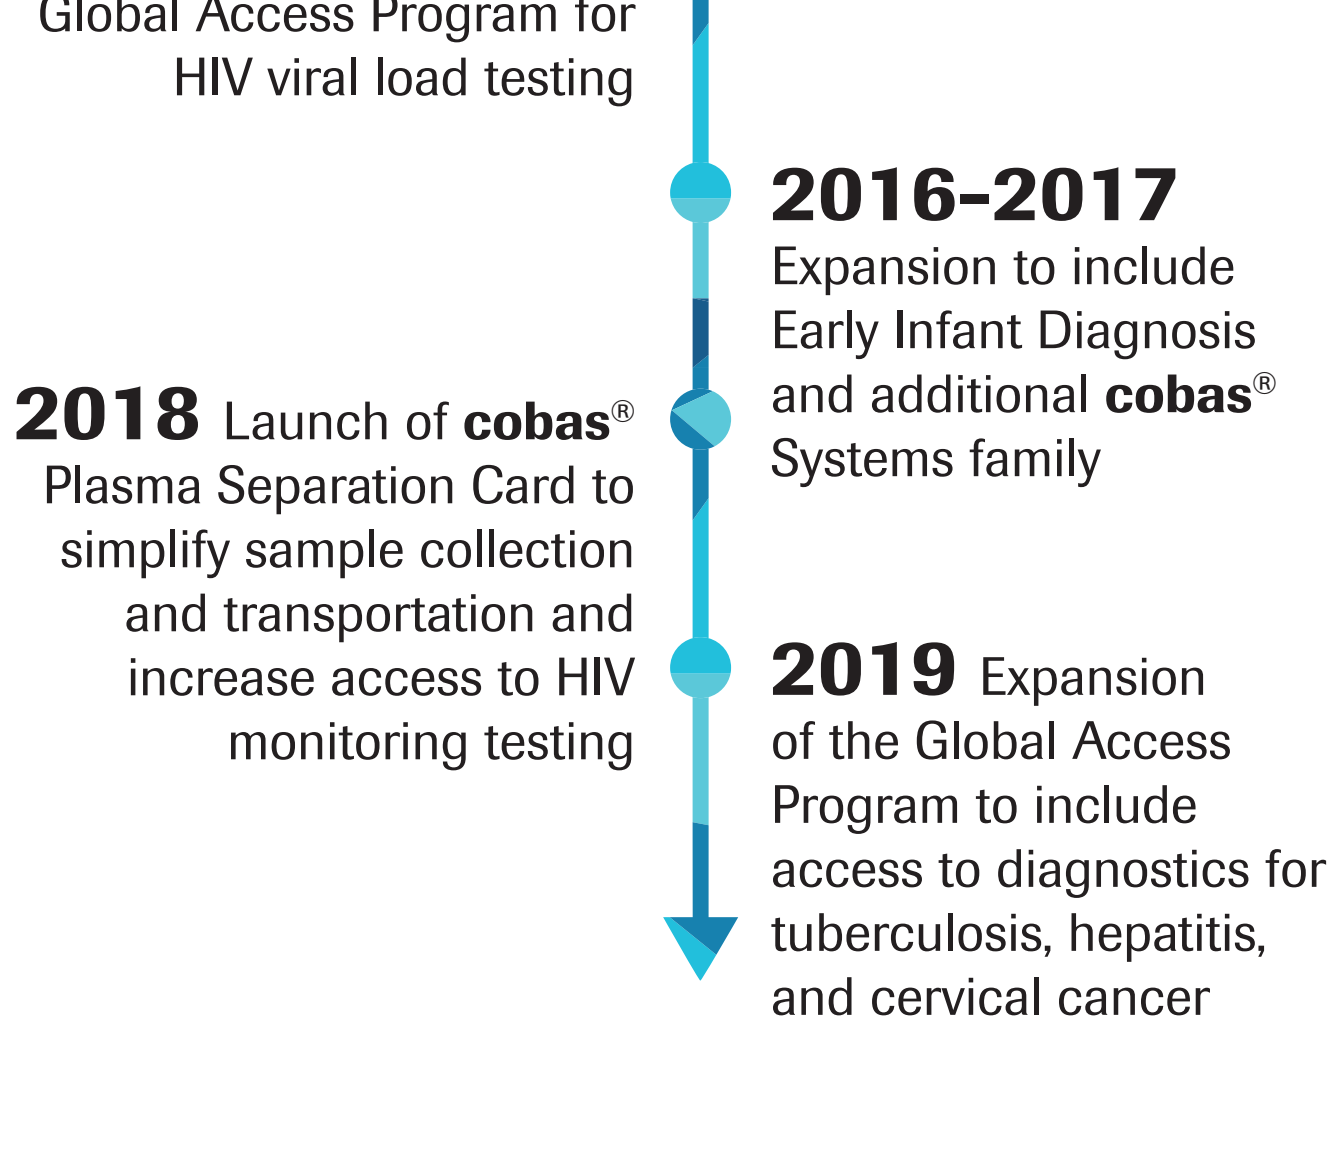 Global Access Program for
HIV viral load testing
2016–2017
Expansion to include
Early Infant Diagnosis
and additional cobas®
Systems family
2018 Launch of cobas®
Plasma Separation Card to
simplify sample collection
and transportation and
increase access to HIV
monitoring testing
2019 Expansion
of the Global Access
Program to include
access to diagnostics for
tuberculosis, hepatitis,
and cervical cancer